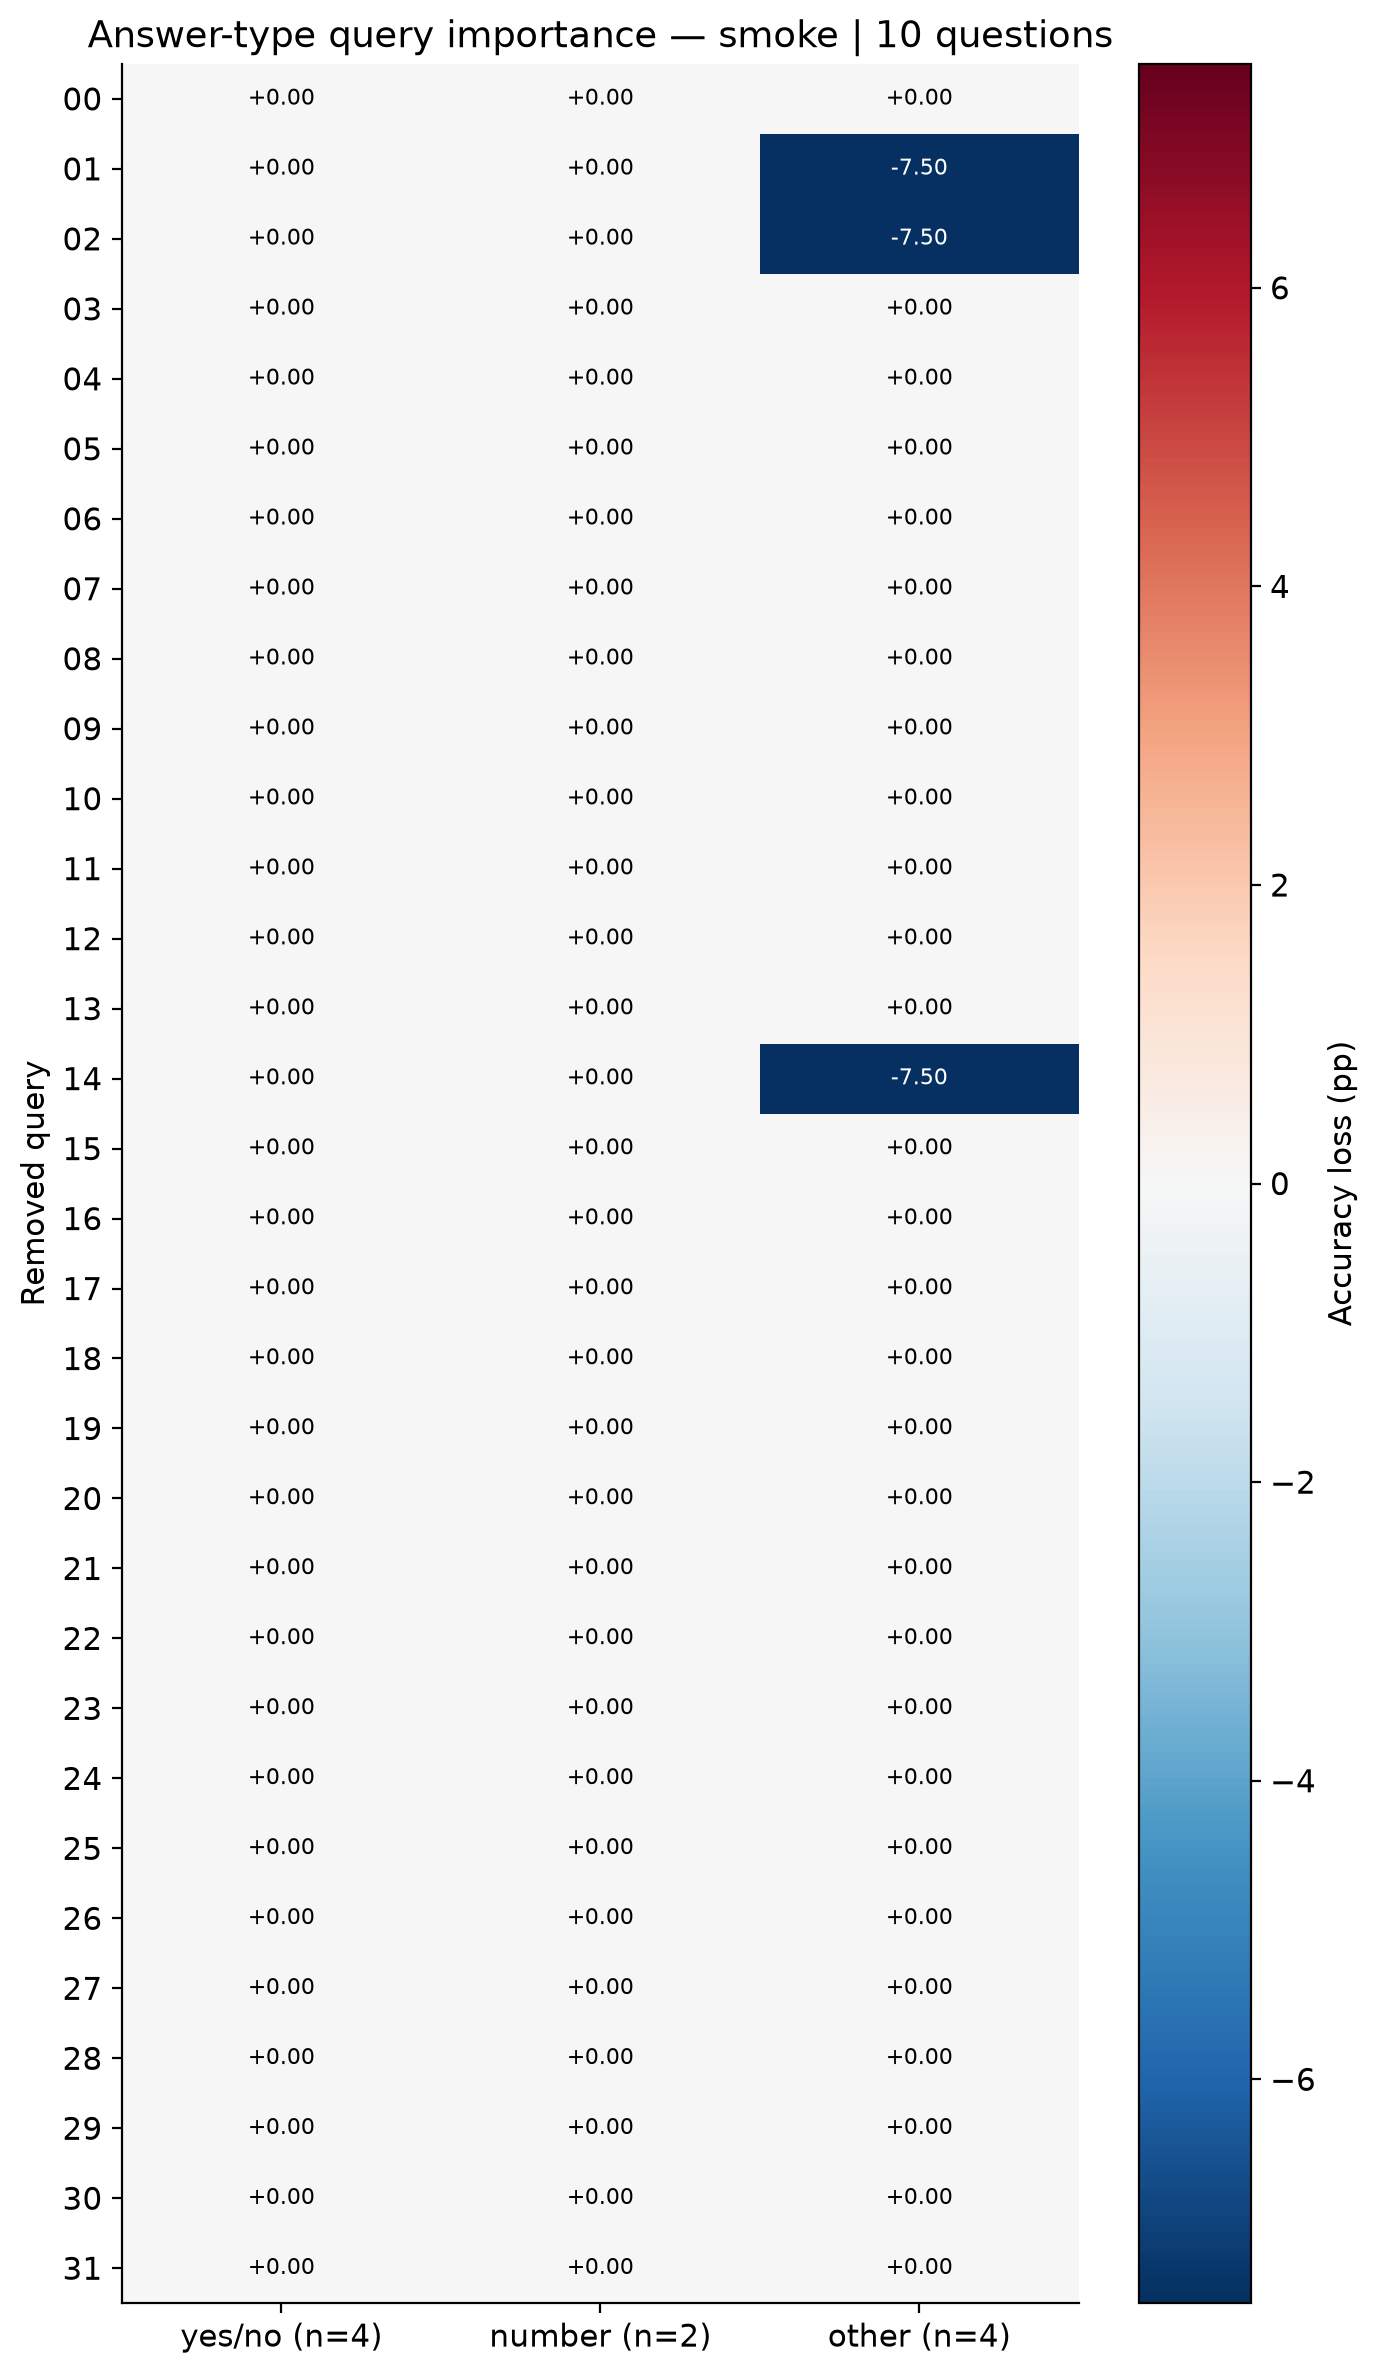 Answer-type query importance — smoke | 10 questions
00 +0.00 +0.00 +0.00
01 +0.00 +0.00 -7.50
02 +0.00 +0.00 -7.50
03 +0.00 +0.00 +0.00
04 +0.00 +0.00 +0.00
05 +0.00 +0.00 +0.00
06 +0.00 +0.00 +0.00
07 +0.00 +0.00 +0.00
08 +0.00 +0.00 +0.00
09 +0.00 +0.00 +0.00
10 +0.00 +0.00 +0.00
11 +0.00 +0.00 +0.00
12 +0.00 +0.00 +0.00
13 +0.00 +0.00 +0.00
14 +0.00 +0.00 -7.50
15 +0.00 +0.00 +0.00
16 +0.00 +0.00 +0.00
17 +0.00 +0.00 +0.00
18 +0.00 +0.00 +0.00
19 +0.00 +0.00 +0.00
20 +0.00 +0.00 +0.00
21 +0.00 +0.00 +0.00
22 +0.00 +0.00 +0.00
23 +0.00 +0.00 +0.00
24 +0.00 +0.00 +0.00
25 +0.00 +0.00 +0.00
26 +0.00 +0.00 +0.00
27 +0.00 +0.00 +0.00
28 +0.00 +0.00 +0.00
29 +0.00 +0.00 +0.00
30 +0.00 +0.00 +0.00
31 +0.00 +0.00 +0.00
yes/no (n=4) number (n=2) other (n=4)
Removed query
6
4
2
0
−2
−4
−6
Accuracy loss (pp)